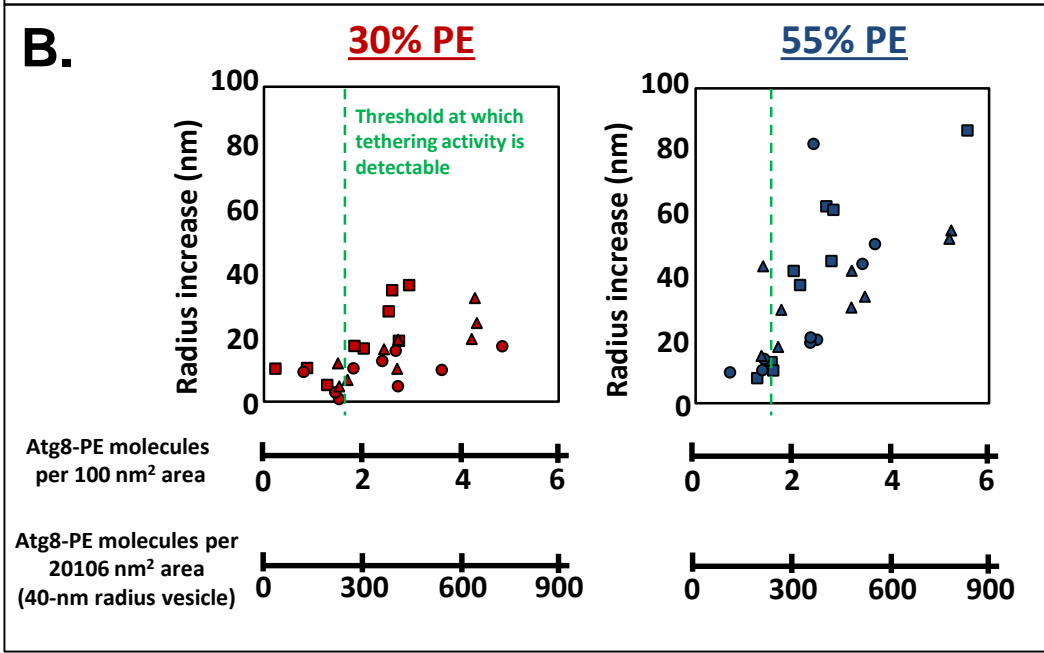 B.
30% PE
55% PE
100
80
60
40
20
0
Radius increase (nm)
Threshold at which
tethering activity is
detectable
100
80
60
40
20
0
Radius increase (nm)
Atg8-PE molecules
per 100 nm² area
0 2 4 6
0 2 4 6
Atg8-PE molecules per
20106 nm² area
(40-nm radius vesicle)
0 300 600 900
0 300 600 900